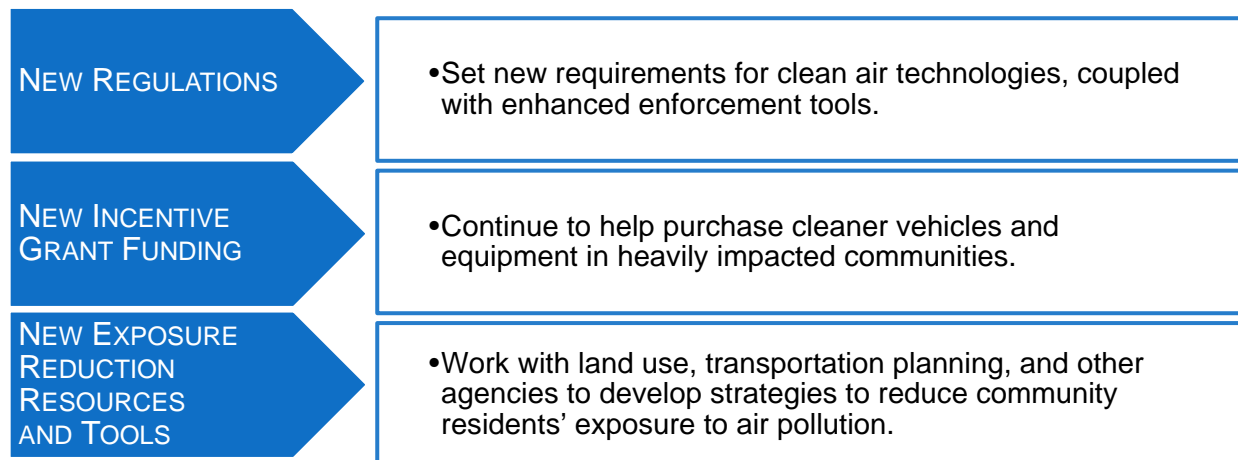 NEW REGULATIONS
•Set new requirements for clean air technologies, coupled
with enhanced enforcement tools.
NEW INCENTIVE
GRANT FUNDING
•Continue to help purchase cleaner vehicles and
equipment in heavily impacted communities.
NEW EXPOSURE
REDUCTION
RESOURCES
AND TOOLS
•Work with land use, transportation planning, and other
agencies to develop strategies to reduce community
residents’ exposure to air pollution.